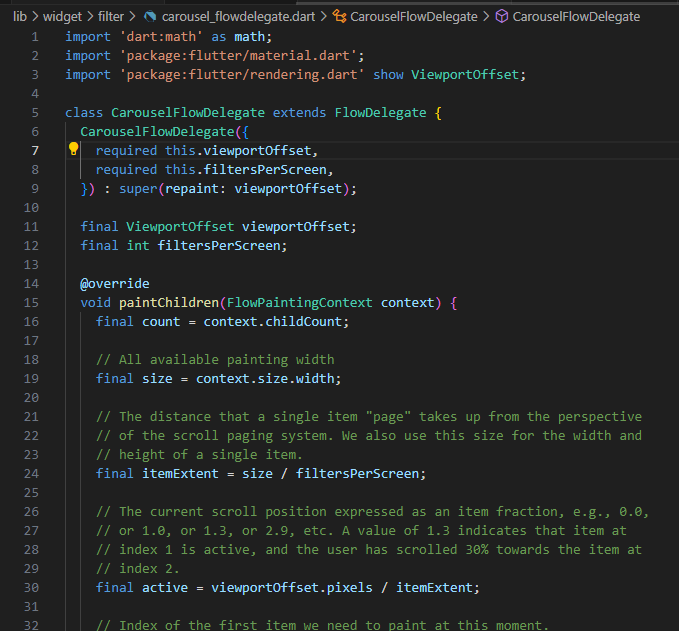 lib > widget > filter > carousel_flowdelegate.dart > CarouselFlowDelegate > CarouselFlowDelegate
1 import 'dart:math' as math;
2 import 'package:flutter/material.dart';
3 import 'package:flutter/rendering.dart' show ViewportOffset;
4
5 class CarouselFlowDelegate extends FlowDelegate {
6   CarouselFlowDelegate({
7     required this.viewportOffset,
8     required this.filtersPerScreen,
9   }) : super(repaint: viewportOffset);
10
11   final ViewportOffset viewportOffset;
12   final int filtersPerScreen;
13
14   @override
15   void paintChildren(FlowPaintingContext context) {
16     final count = context.childCount;
17
18     // All available painting width
19     final size = context.size.width;
20
21     // The distance that a single item "page" takes up from the perspective
22     // of the scroll paging system. We also use this size for the width and
23     // height of a single item.
24     final itemExtent = size / filtersPerScreen;
25
26     // The current scroll position expressed as an item fraction, e.g., 0.0,
27     // or 1.0, or 1.3, or 2.9, etc. A value of 1.3 indicates that item at
28     // index 1 is active, and the user has scrolled 30% towards the item at
29     // index 2.
30     final active = viewportOffset.pixels / itemExtent;
31
32     // Index of the first item we need to paint at this moment.